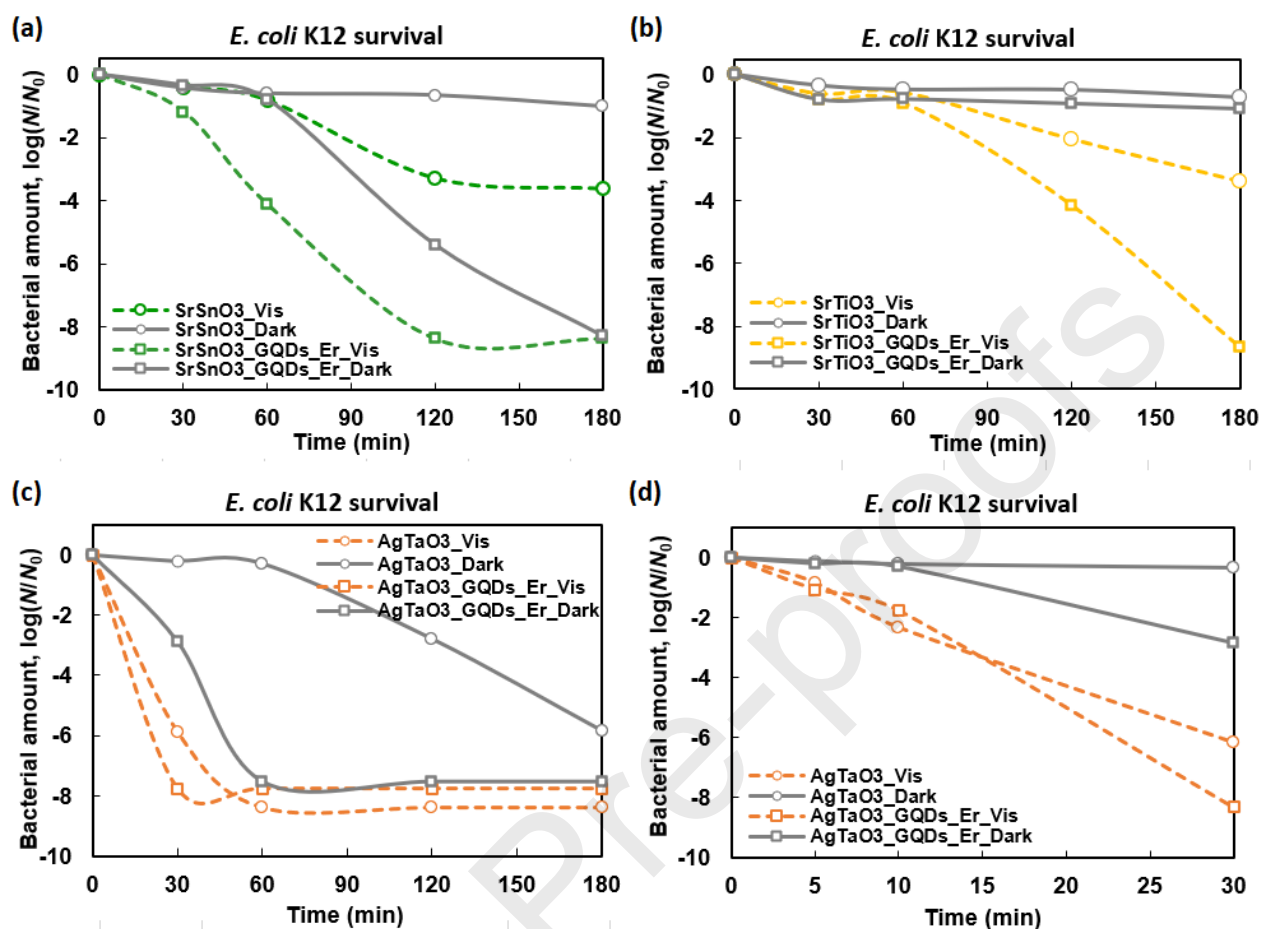 (a)
E. coli K12 survival
Bacterial amount, log(N/N0)
0
-2
-4
-6
-8
-10
SrSnO3_Vis
SrSnO3_Dark
SrSnO3_GQDs_Er_Vis
SrSnO3_GQDs_Er_Dark
0 30 60 90 120 150 180
Time (min)
(b)
E. coli K12 survival
Bacterial amount, log(N/N0)
0
-2
-4
-6
-8
-10
SrTiO3_Vis
SrTiO3_Dark
SrTiO3_GQDs_Er_Vis
SrTiO3_GQDs_Er_Dark
0 30 60 90 120 150 180
Time (min)
(c)
E. coli K12 survival
Bacterial amount, log(N/N0)
0
-2
-4
-6
-8
-10
AgTaO3_Vis
AgTaO3_Dark
AgTaO3_GQDs_Er_Vis
AgTaO3_GQDs_Er_Dark
0 30 60 90 120 150 180
Time (min)
(d)
E. coli K12 survival
Bacterial amount, log(N/N0)
0
-2
-4
-6
-8
-10
AgTaO3_Vis
AgTaO3_Dark
AgTaO3_GQDs_Er_Vis
AgTaO3_GQDs_Er_Dark
0 5 10 15 20 25 30
Time (min)
Pre-proofs